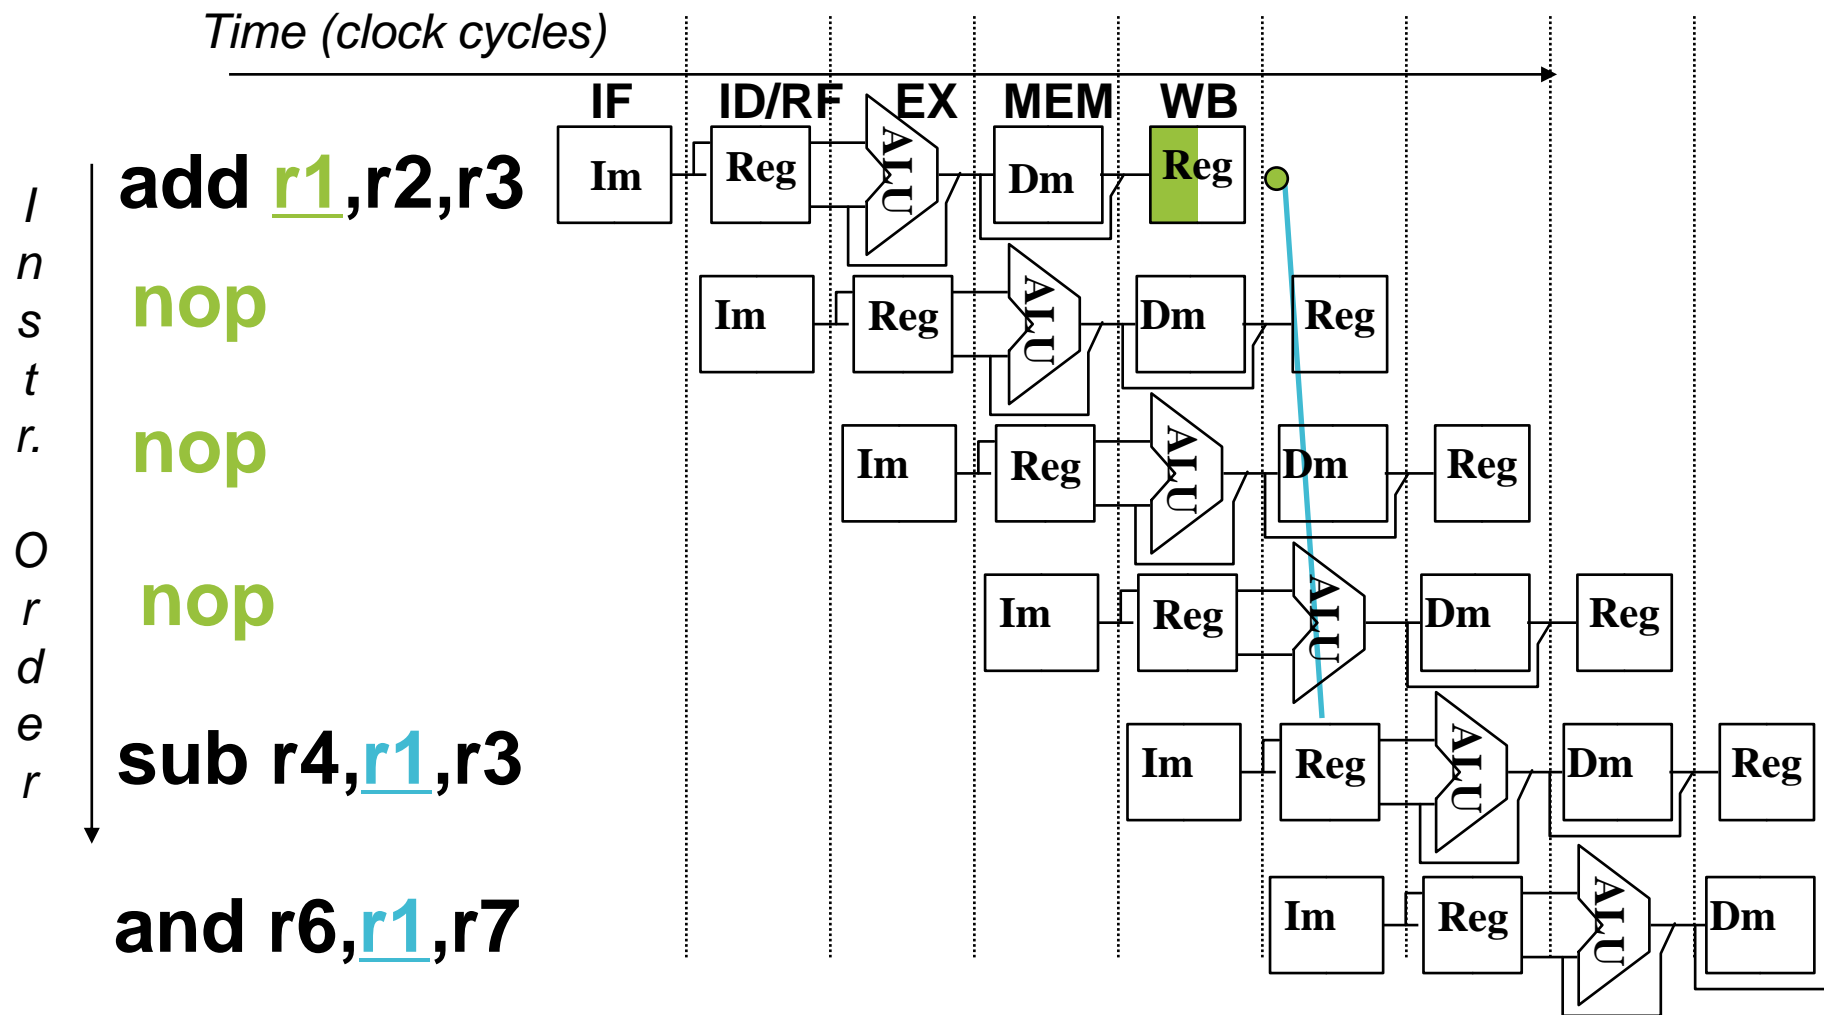 Time (clock cycles)
IF ID/RF EX MEM WB
Instr. Order
add r1,r2,r3 Im Reg ALU Dm Reg
nop Im Reg ALU Dm Reg
nop Im Reg ALU Dm Reg
nop Im Reg ALU Dm Reg
sub r4,r1,r3 Im Reg ALU Dm Reg
and r6,r1,r7 Im Reg ALU Dm